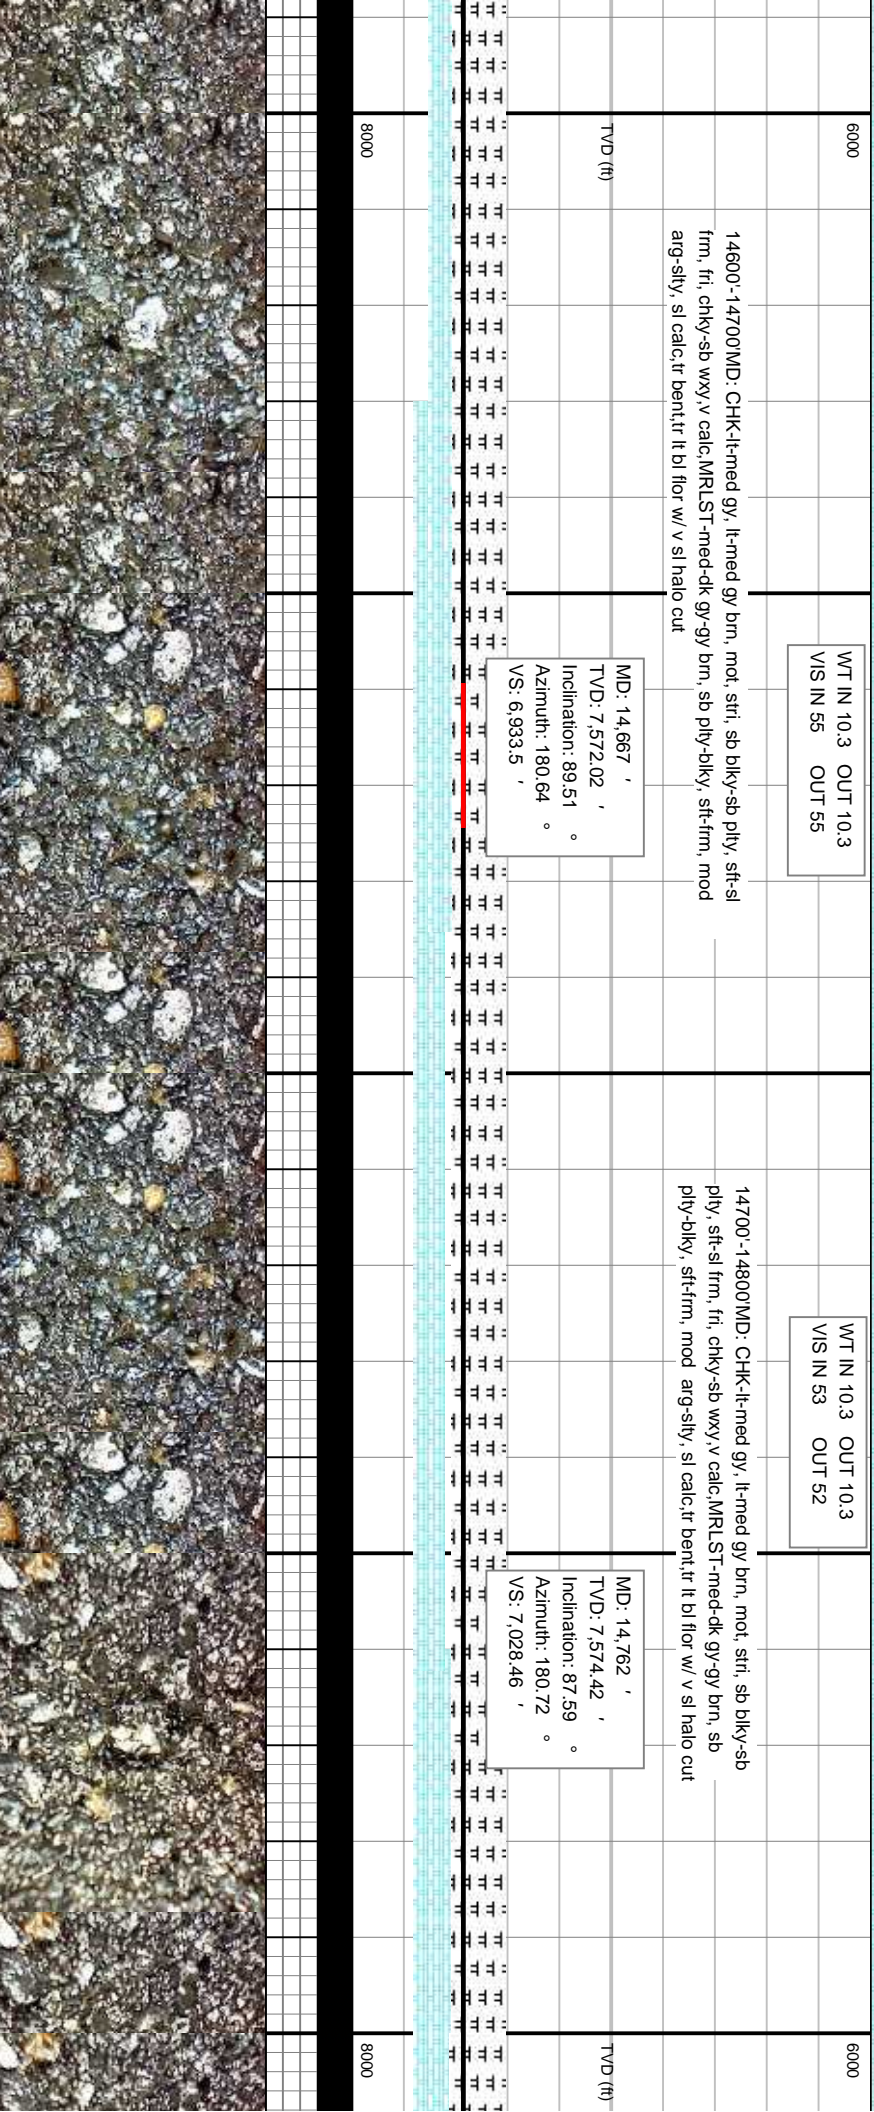 6000
TVD (ft)
8000
14600'-14700'MD: CHK-lt-med gy, lt-med gy brn, mot, stri, sb blky-sb plty, sft-sl
frm, fri, chky-sb wxy,v calc,MRLST-med-dk gy-gy brn, sb plty-blky, sft-frm, mod
arg-slty, sl calc,tr bent,tr lt bl flor w/ v sl halo cut
WT IN 10.3 OUT 10.3
VIS IN 55 OUT 55
MD: 14,667 '
TVD: 7,572.02 '
Inclination: 89.51 °
Azimuth: 180.64 °
VS: 6,933.5 '
14700'-14800'MD: CHK-lt-med gy, lt-med gy brn, mot, stri, sb blky-sb
plty, sft-sl frm, fri, chky-sb wxy,v calc,MRLST-med-dk gy-gy brn, sb
plty-blky, sft-frm, mod arg-slty, sl calc,tr bent,tr lt bl flor w/ v sl halo cut
WT IN 10.3 OUT 10.3
VIS IN 53 OUT 52
MD: 14,762 '
TVD: 7,574.42 '
Inclination: 87.59 °
Azimuth: 180.72 °
VS: 7,028.46 '
6000
TVD (ft)
8000